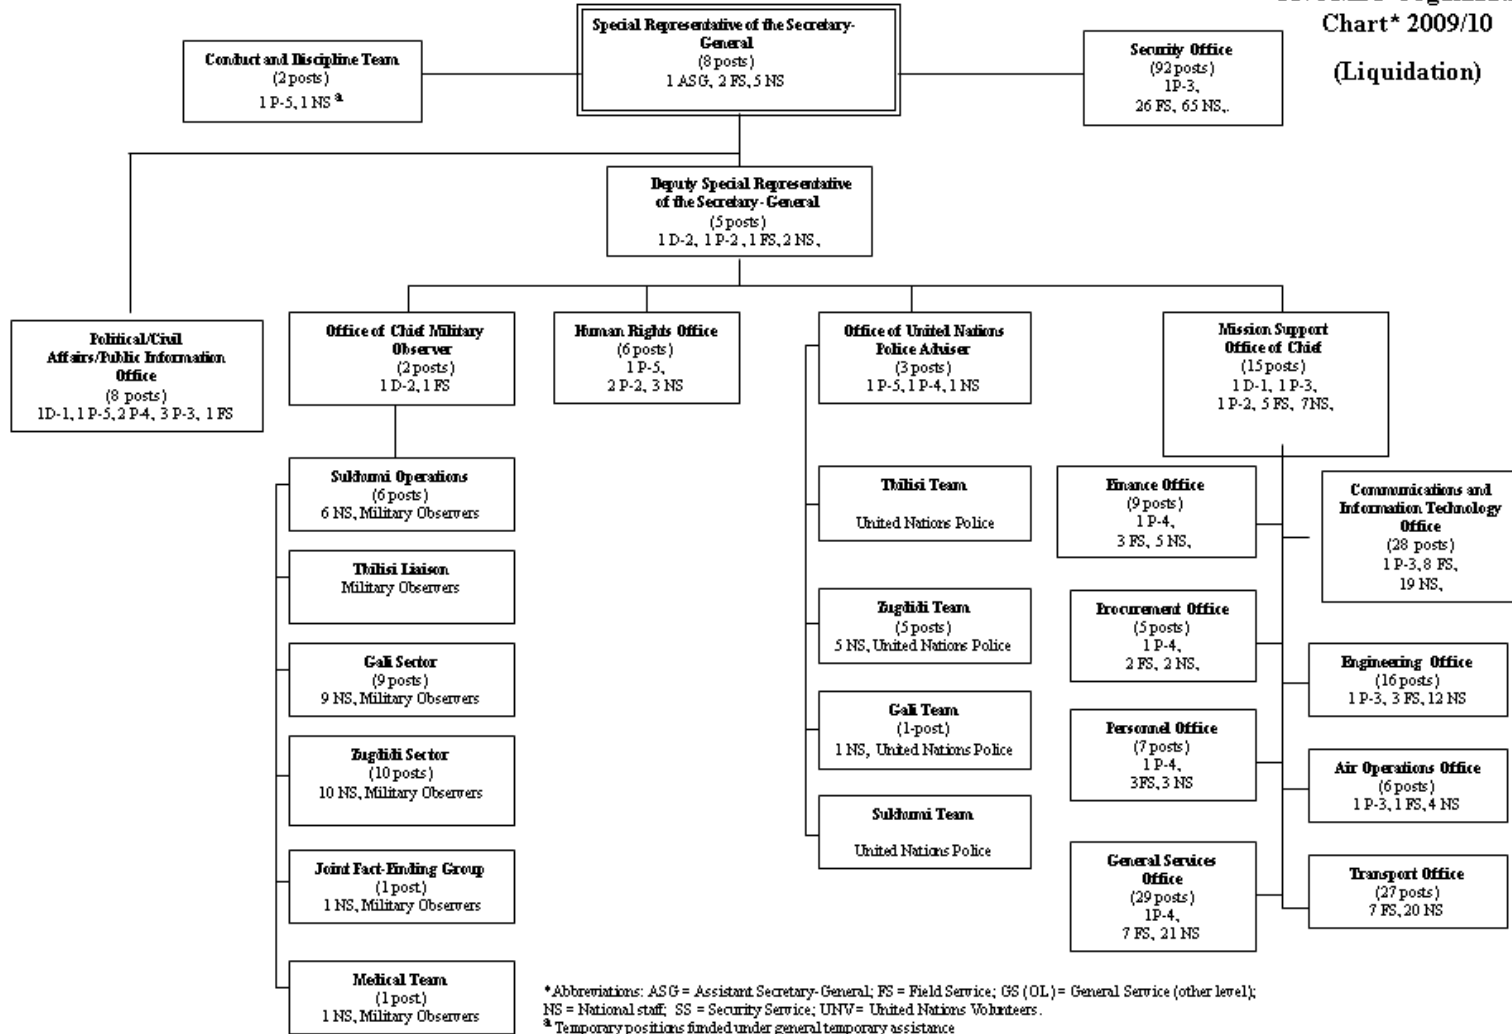 Chart* 2009/10
(Liquidation)
Special Representative of the Secretary-
General
(8 posts)
1 ASG, 2 FS, 5 NS
Conduct and Discipline Team
(2 posts)
1 P-5, 1 NS a
Security Office
(92 posts)
1P-3,
26 FS, 65 NS,.
Deputy Special Representative
of the Secretary- General
(5 posts)
1 D-2, 1 P-2, 1 FS, 2 NS,
Political/Civil
Affairs/Public Information
Office
(8 posts)
1D-1, 1 P-5, 2 P-4, 3 P-3, 1 FS
Office of Chief Military
Observer
(2 posts)
1 D-2, 1 FS
Human Rights Office
(6 posts)
1 P-5,
2 P-2, 3 NS
Office of United Nations
Police Adviser
(3 posts)
1 P-5, 1 P-4, 1 NS
Mission Support
Office of Chief
(15 posts)
1 D-1, 1 P-3,
1 P-2, 5 FS, 7NS,
Sukhumi Operations
(6 posts)
6 NS, Military Observers
Tbilisi Liaison
Military Observers
Gali Sector
(9 posts)
9 NS, Military Observers
Zugdidi Sector
(10 posts)
10 NS, Military Observers
Joint Fact-Finding Group
(1 post)
1 NS, Military Observers
Medical Team
(1 post)
1 NS, Military Observers
Tbilisi Team
United Nations Police
Zugdidi Team
(5 posts)
5 NS, United Nations Police
Gali Team
(1-post)
1 NS, United Nations Police
Sukhumi Team
United Nations Police
Finance Office
(9 posts)
1 P-4,
3 FS, 5 NS,
Procurement Office
(5 posts)
1 P-4,
2 FS, 2 NS,
Personnel Office
(7 posts)
1 P-4,
3FS, 3 NS
General Services
Office
(29 posts)
1P-4,
7 FS, 21 NS
Communications and
Information Technology
Office
(28 posts)
1 P-3, 8 FS,
19 NS,
Engineering Office
(16 posts)
1 P-3, 3 FS, 12 NS
Air Operations Office
(6 posts)
1 P-3, 1 FS, 4 NS
Transport Office
(27 posts)
7 FS, 20 NS
*Abbreviations: ASG = Assistant Secretary-General; FS = Field Service; GS (OL) = General Service (other level);
NS = National staff; SS = Security Service; UNV = United Nations Volunteers.
a Temporary positions funded under general temporary assistance